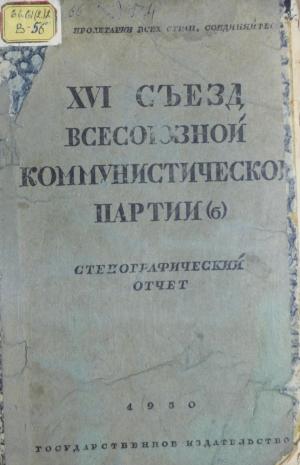 ПРОЛЕТАРИИ ВСЕХ СТРАН, СОЕДИНЯЙТЕСЬ
XVI СЪЕЗД
ВСЕСОЮЗНОЙ
КОММУНИСТИЧЕСКОЙ
ПАРТИИ (б)
СТЕНОГРАФИЧЕСКИЙ
ОТЧЕТ
1930
ГОСУДАРСТВЕННОЕ ИЗДАТЕЛЬСТВО